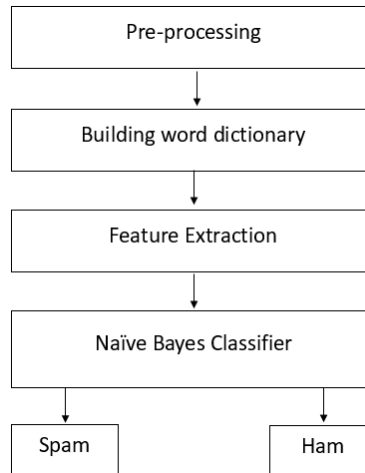 Pre-processing
Building word dictionary
Feature Extraction
Naïve Bayes Classifier
Spam
Ham